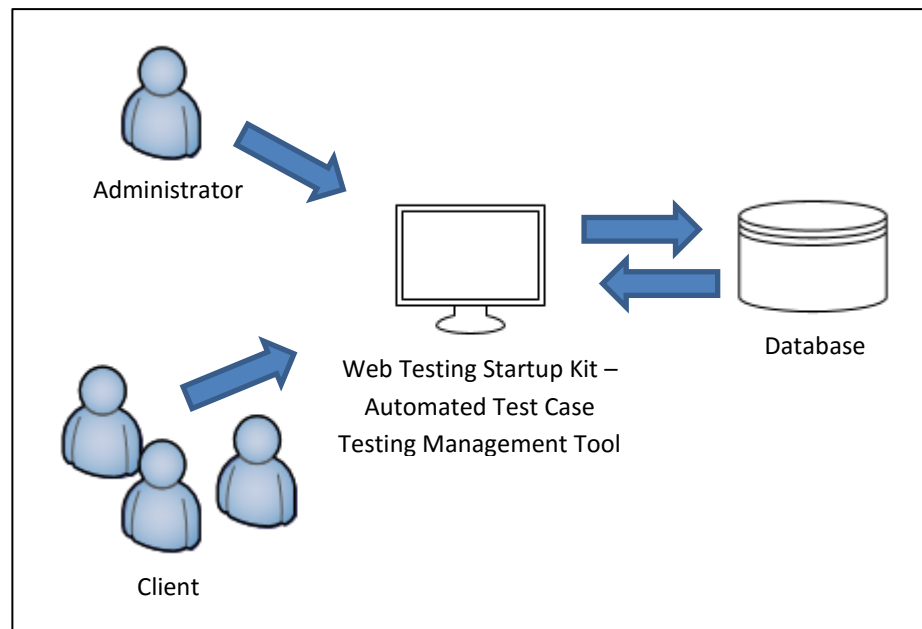 Administrator
Web Testing Startup Kit –
Automated Test Case
Testing Management Tool
Database
Client